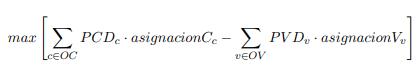 max [ ∑_{c∈OC} PCD_c · asignacionC_c − ∑_{v∈OV} PVD_v · asignacionV_v ]